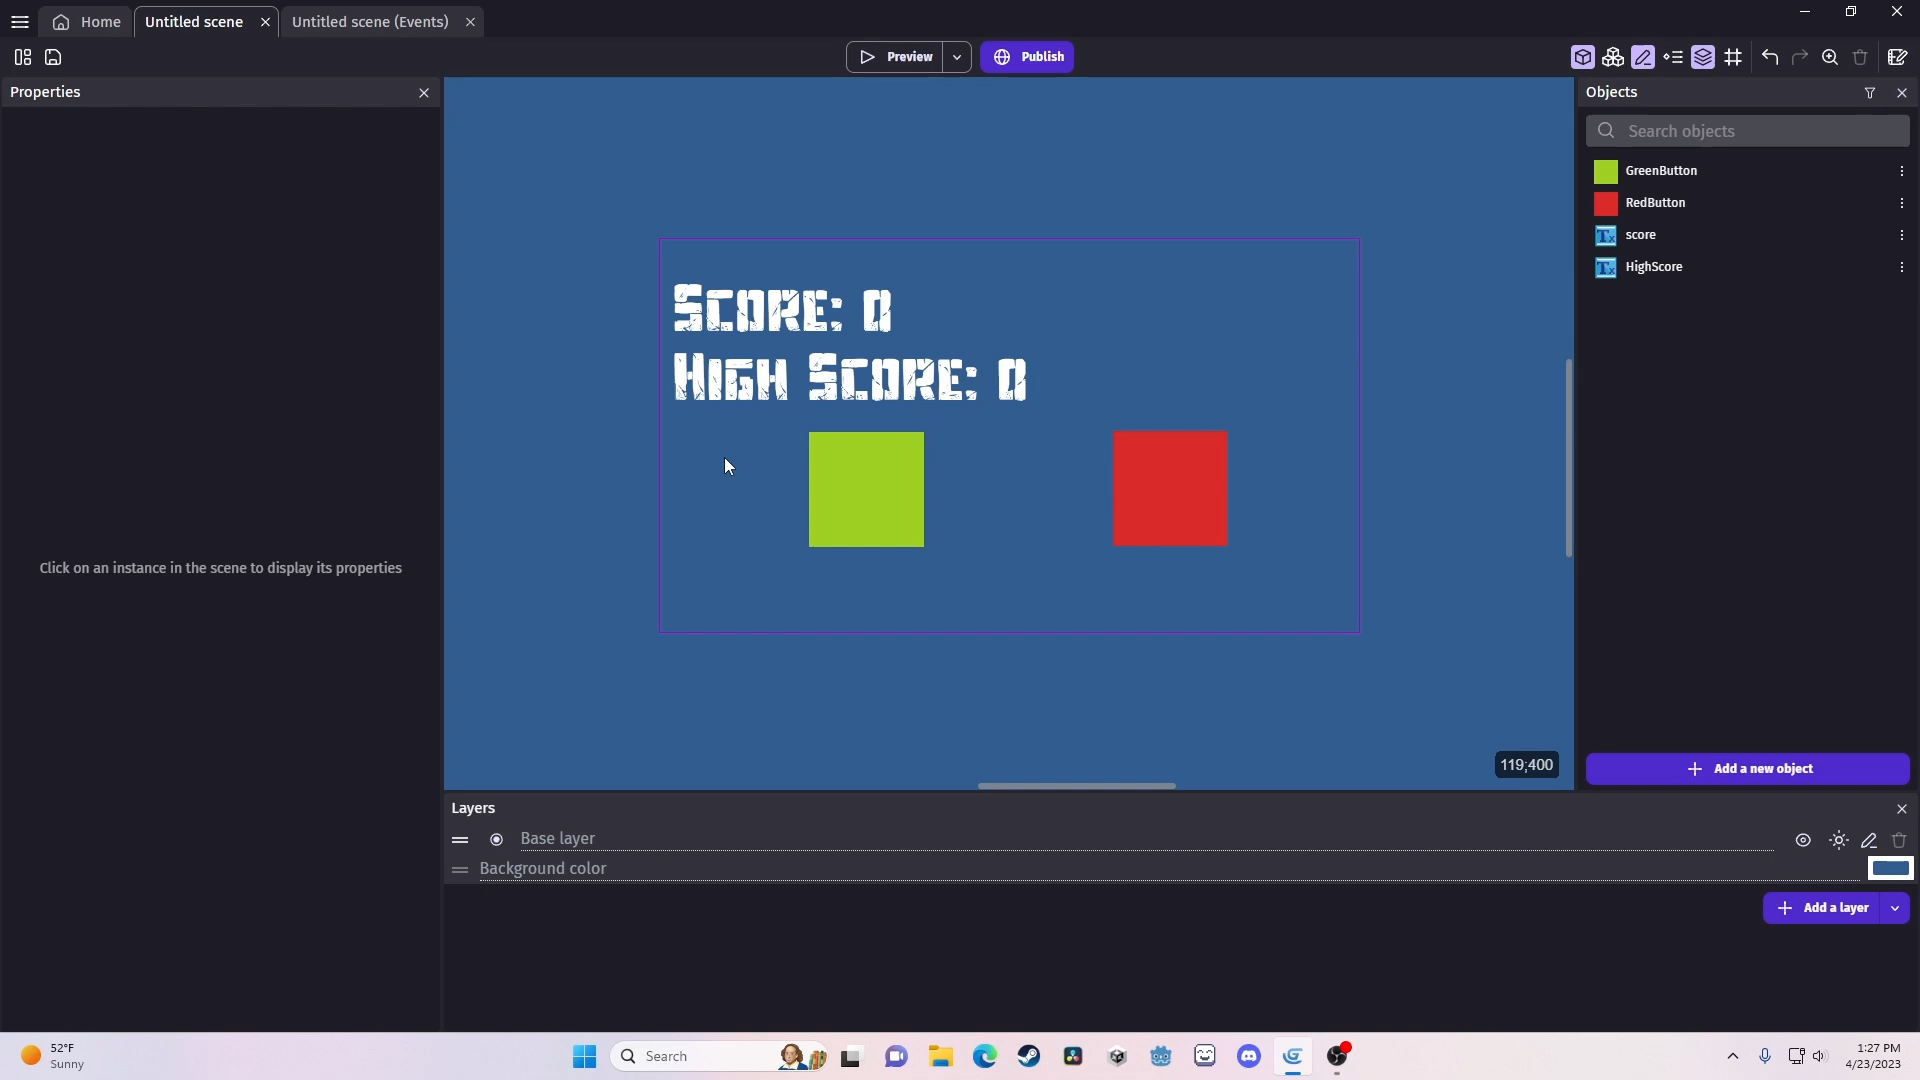 Home
Untitled scene
Untitled scene (Events)
Preview
Publish
Properties
Objects
Search objects
GreenButton
RedButton
score
HighScore
Score: 0
High Score: 0
Click on an instance in the scene to display its properties
119;400
Add a new object
Layers
Base layer
Background color
Add a layer
52°F
Sunny
Search
1:27 PM
4/23/2023